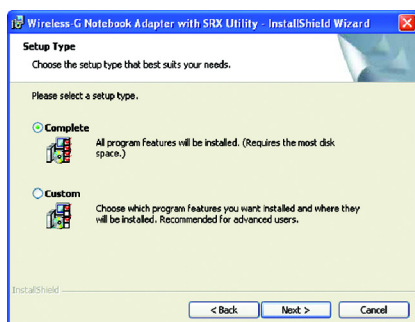 Wireless-G Notebook Adapter with SRX Utility - InstallShield Wizard
Setup Type
Choose the setup type that best suits your needs.
Please select a setup type.
Complete
All program features will be installed. (Requires the most disk
space.)
Custom
Choose which program features you want installed and where they
will be installed. Recommended for advanced users.
InstallShield
< Back
Next >
Cancel